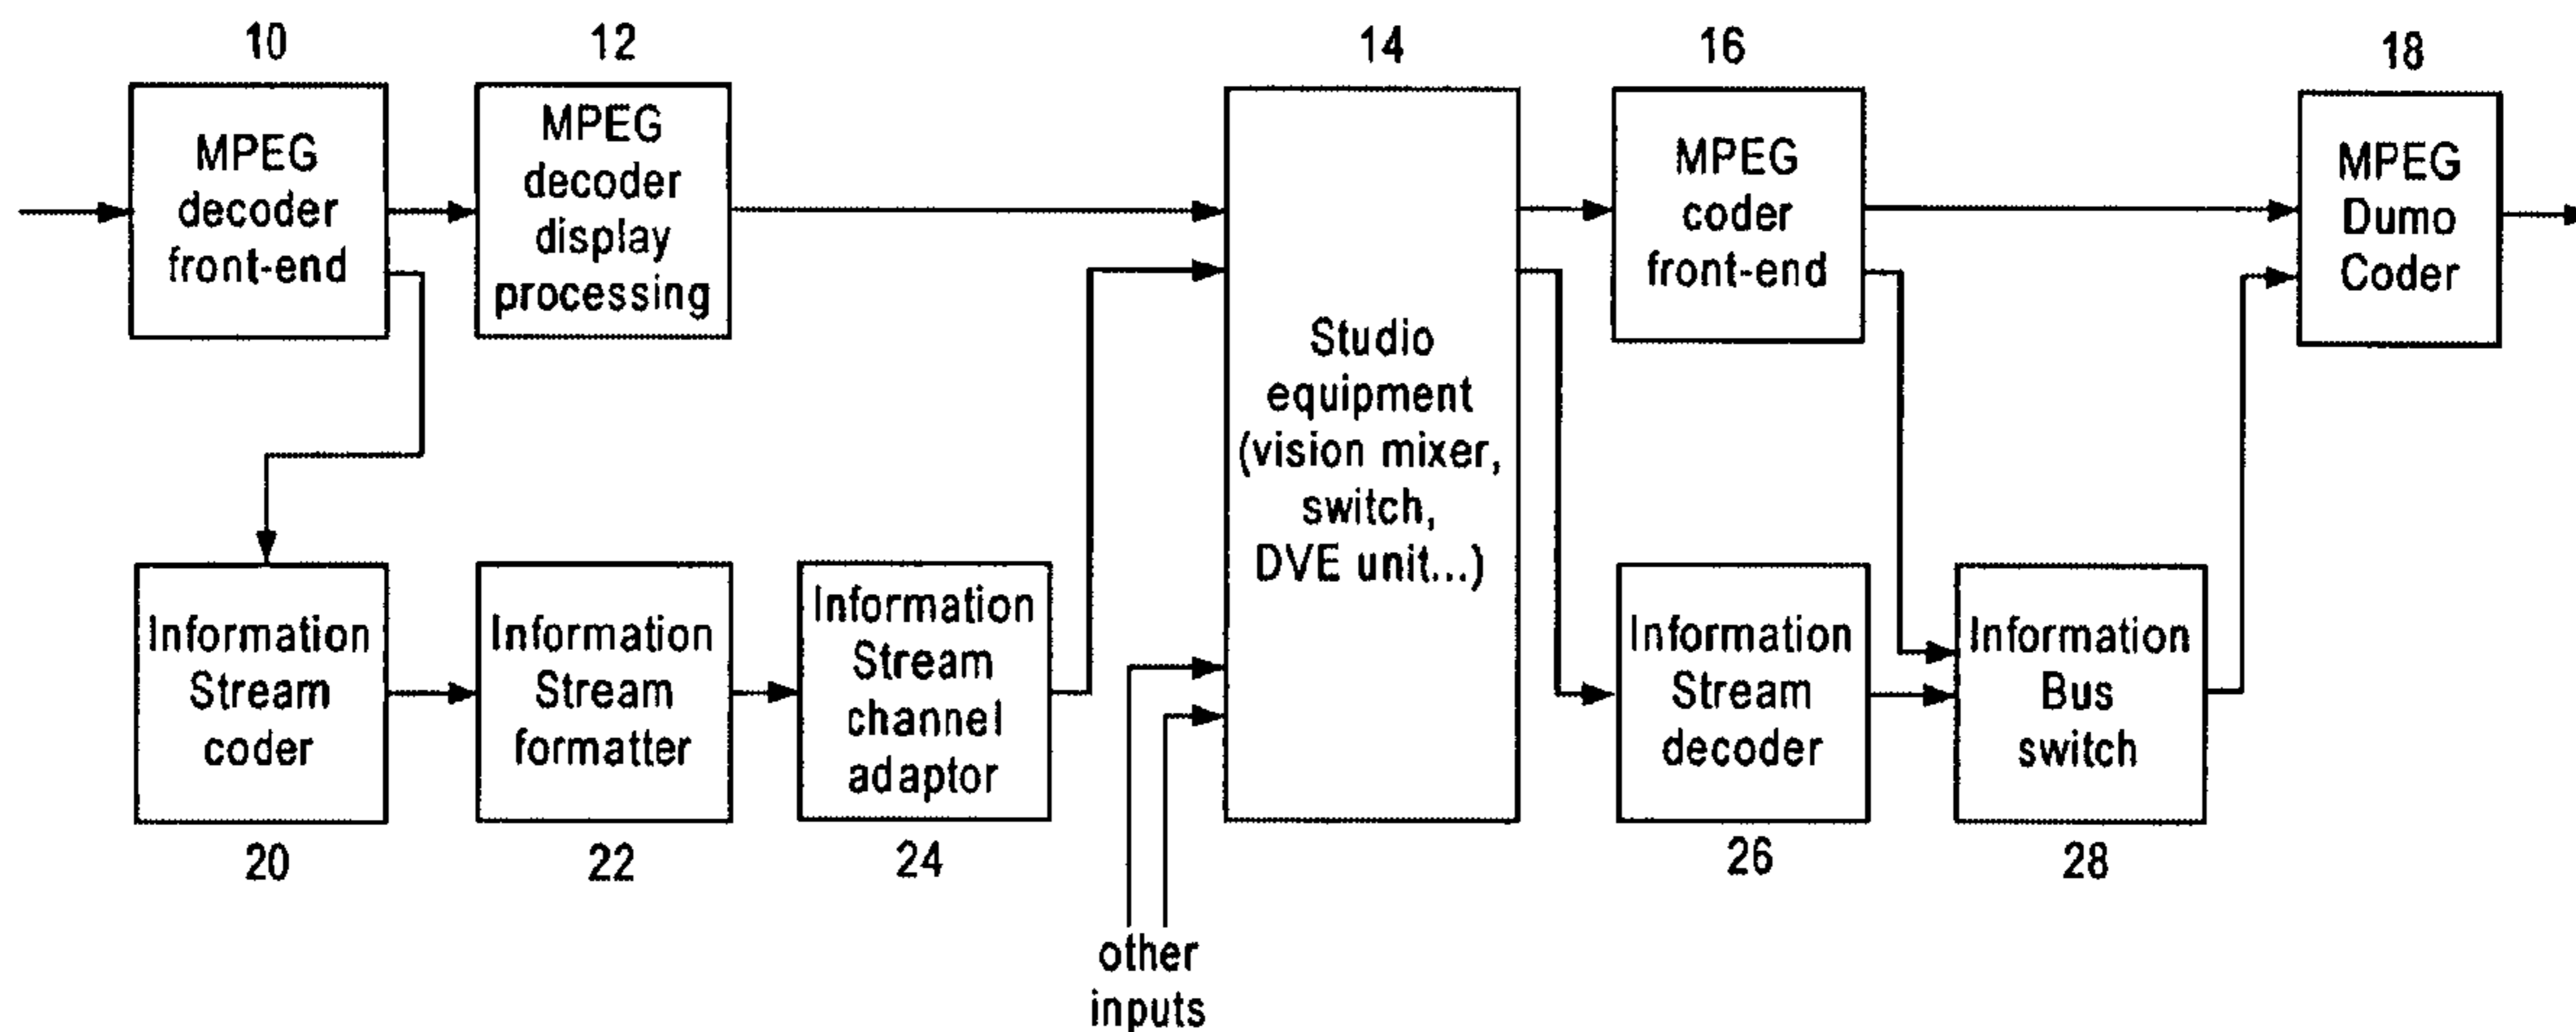 10
12
14
16
18
MPEG
decoder
front-end
MPEG
decoder
display
processing
Studio
equipment
(vision mixer,
switch,
DVE unit...)
MPEG
coder
front-end
MPEG
Dumo
Coder
Information
Stream
coder
Information
Stream
formatter
Information
Stream
channel
adaptor
Information
Stream
decoder
Information
Bus
switch
20
22
24
26
28
other
inputs